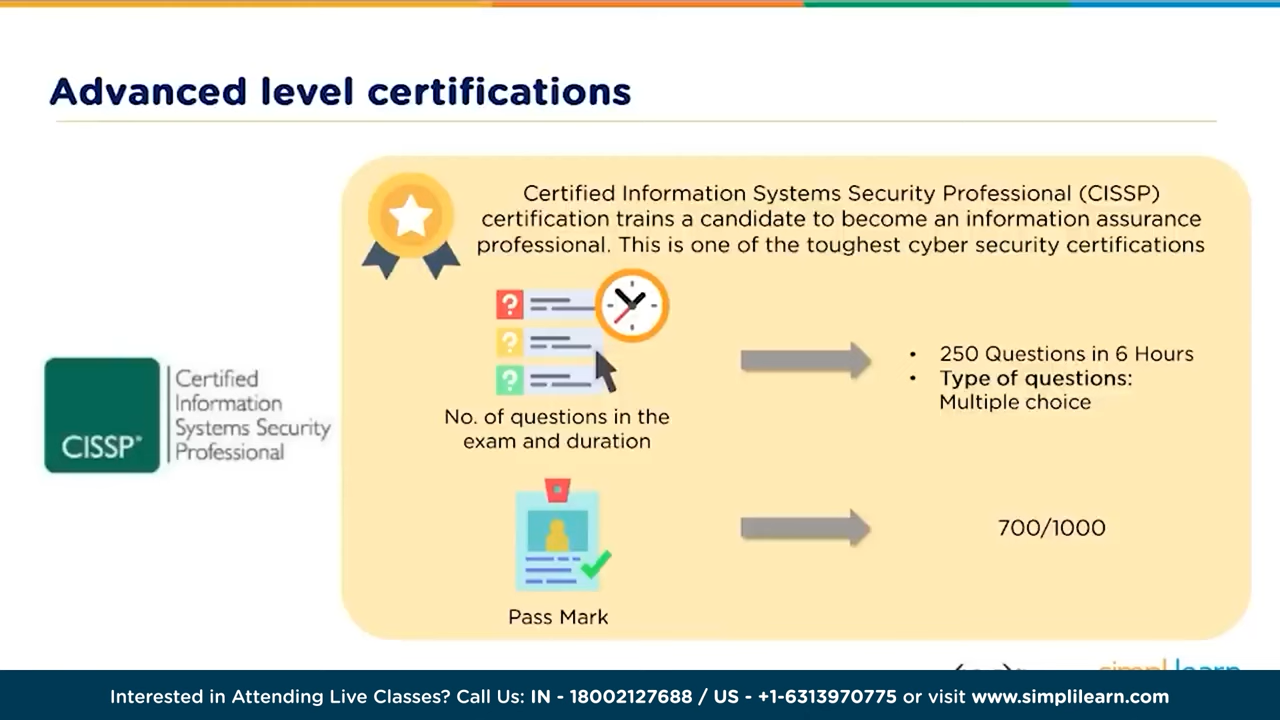 Advanced level certifications
Certified Information Systems Security Professional (CISSP)
certification trains a candidate to become an information assurance
professional. This is one of the toughest cyber security certifications
? 
?
?
No. of questions in the
exam and duration
• 250 Questions in 6 Hours
• Type of questions:
Multiple choice
CISSP®
Certified
Information
Systems Security
Professional
Pass Mark
700/1000
simplilearn
Interested in Attending Live Classes? Call Us: IN - 18002127688 / US - +1-6313970775 or visit www.simplilearn.com